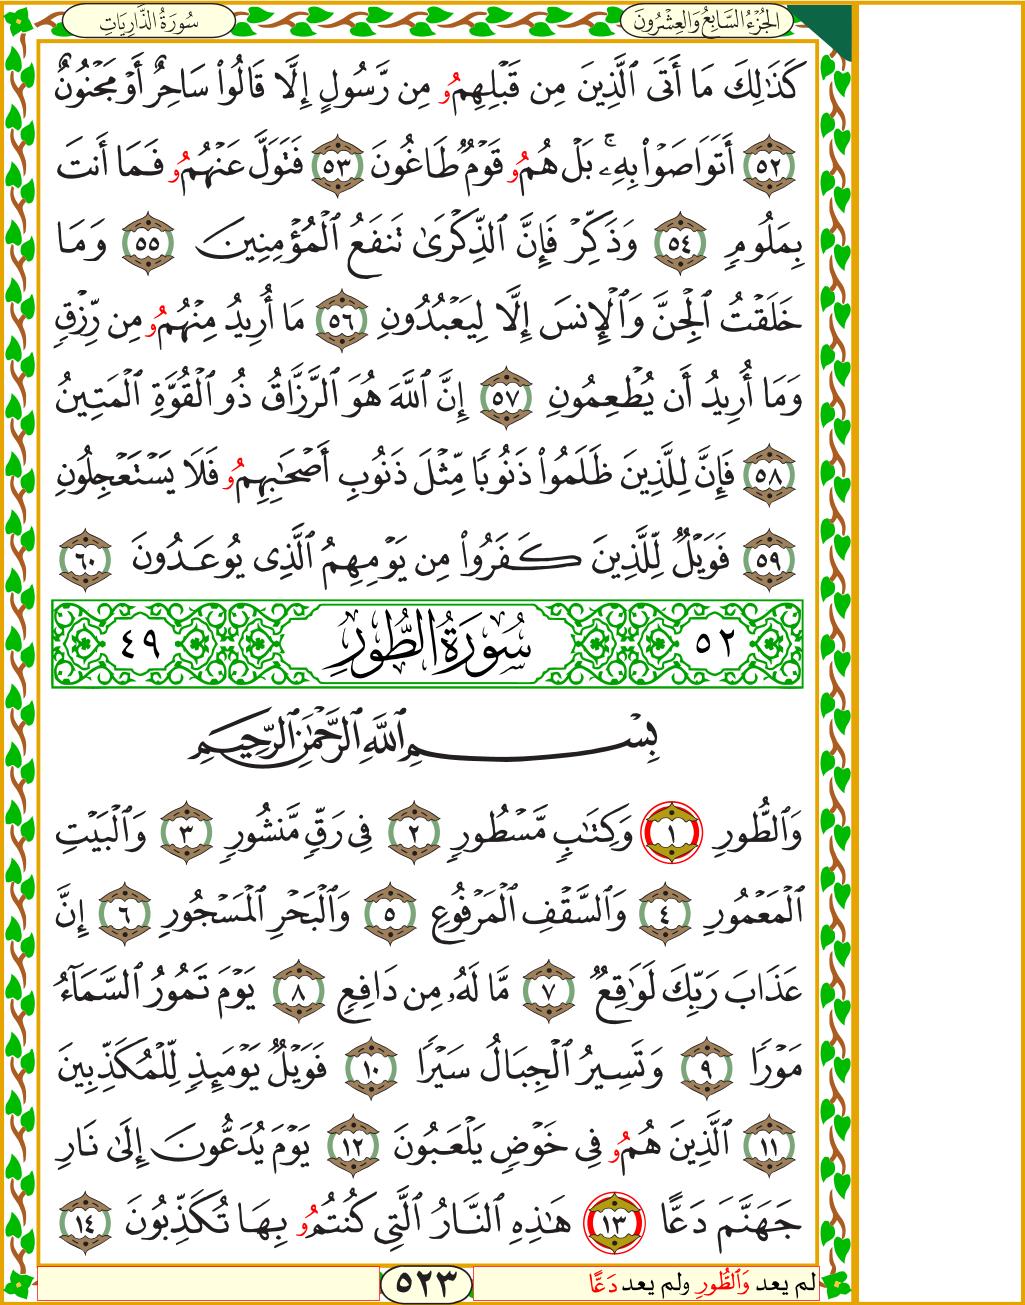 الجُزْءُ السَّابِعُ وَالعِشْرُونَ
سُورَةُ الذَّارِيَاتِ
كَذَٰلِكَ مَا أَتَى ٱلَّذِينَ مِن قَبْلِهِمُۥ مِن رَّسُولٍ إِلَّا قَالُواْ سَاحِرٌ أَوْ مَجْنُونٌ
٥٢ أَتَوَاصَوْاْ بِهِۦۚ بَلْ هُمُۥ قَوْمٌ طَاغُونَ ٥٣ فَتَوَلَّ عَنْهُمُۥ فَمَا أَنتَ
بِمَلُومٍ ٥٤ وَذَكِّرْ فَإِنَّ ٱلذِّكْرَىٰ تَنفَعُ ٱلْمُؤْمِنِينَ ٥٥ وَمَا
خَلَقْتُ ٱلْجِنَّ وَٱلْإِنسَ إِلَّا لِيَعْبُدُونِ ٥٦ مَا أُرِيدُ مِنْهُمُۥ مِن رِّزْقٍ
وَمَا أُرِيدُ أَن يُطْعِمُونِ ٥٧ إِنَّ ٱللَّهَ هُوَ ٱلرَّزَّاقُ ذُو ٱلْقُوَّةِ ٱلْمَتِينُ
٥٨ فَإِنَّ لِلَّذِينَ ظَلَمُواْ ذَنُوبًا مِّثْلَ ذَنُوبِ أَصْحَٰبِهِمُۥ فَلَا يَسْتَعْجِلُونِ
٥٩ فَوَيْلٌ لِّلَّذِينَ كَفَرُواْ مِن يَوْمِهِمُ ٱلَّذِى يُوعَدُونَ ٦٠
٥٢ سُورَةُ الطُّورِ ٤٩
بِسْمِ ٱللَّهِ ٱلرَّحْمَٰنِ ٱلرَّحِيمِ
وَٱلطُّورِ ١ وَكِتَٰبٍ مَّسْطُورٍ ٢ فِى رَقٍّ مَّنشُورٍ ٣ وَٱلْبَيْتِ
ٱلْمَعْمُورِ ٤ وَٱلسَّقْفِ ٱلْمَرْفُوعِ ٥ وَٱلْبَحْرِ ٱلْمَسْجُورِ ٦ إِنَّ
عَذَابَ رَبِّكَ لَوَٰقِعٌ ٧ مَّا لَهُۥ مِن دَافِعٍ ٨ يَوْمَ تَمُورُ ٱلسَّمَآءُ
مَوْرًا ٩ وَتَسِيرُ ٱلْجِبَالُ سَيْرًا ١٠ فَوَيْلٌ يَوْمَئِذٍ لِّلْمُكَذِّبِينَ
١١ ٱلَّذِينَ هُمُۥ فِى خَوْضٍ يَلْعَبُونَ ١٢ يَوْمَ يُدَعُّونَ إِلَىٰ نَارِ
جَهَنَّمَ دَعًّا ١٣ هَٰذِهِ ٱلنَّارُ ٱلَّتِى كُنتُمُۥ بِهَا تُكَذِّبُونَ ١٤
لم يعد وَٱلطُّورِ ولم يعد دَعًّا
٥٢٣